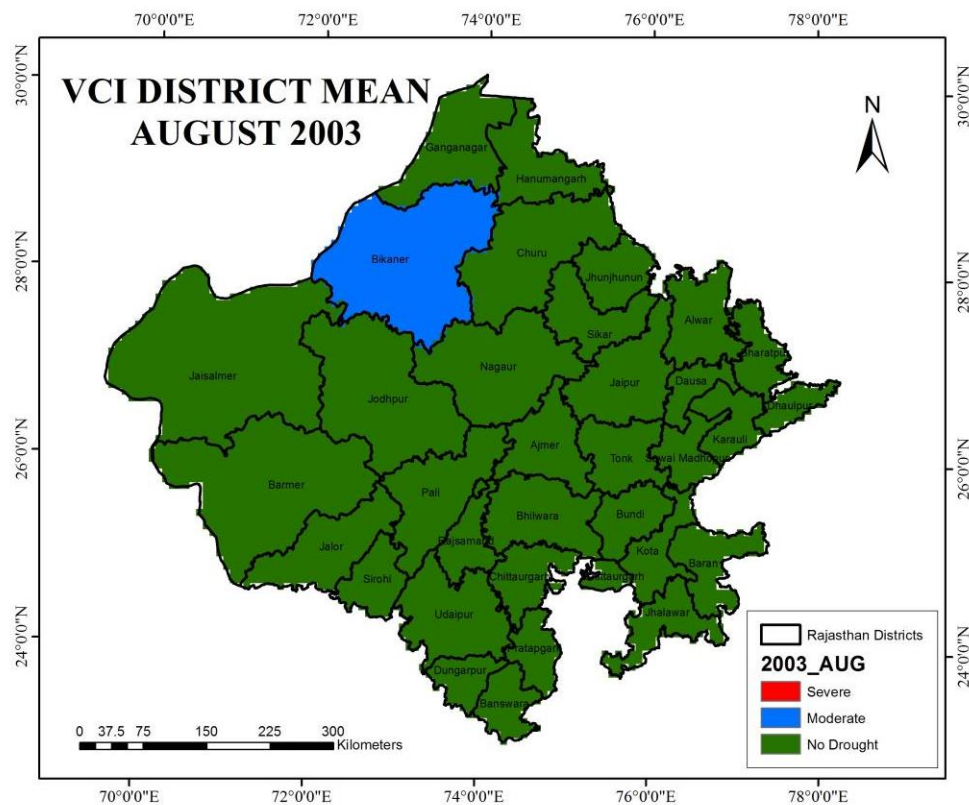 70°0'0"E 72°0'0"E 74°0'0"E 76°0'0"E 78°0'0"E
VCI DISTRICT MEAN
AUGUST 2003
N
30°0'0"N
30°0'0"N
28°0'0"N
28°0'0"N
26°0'0"N
26°0'0"N
24°0'0"N
24°0'0"N
Ganganagar
Hanumangarh
Bikaner
Churu
Jhunjhunun
Sikar
Alwar
Bharatpur
Jaisalmer
Jodhpur
Nagaur
Jaipur
Dausa
Dhaulpur
Karauli
Ajmer
Tonk
Sawai Madhopur
Barmer
Pali
Bhilwara
Bundi
Rajsamand
Kota
Baran
Jalor
Sirohi
Chittaurgarh
Chittaurgarh
Udaipur
Jhalawar
Pratapgarh
Dungarpur
Banswara
Rajasthan Districts
2003_AUG
Severe
Moderate
No Drought
0 37.5 75 150 225 300
Kilometers
70°0'0"E 72°0'0"E 74°0'0"E 76°0'0"E 78°0'0"E